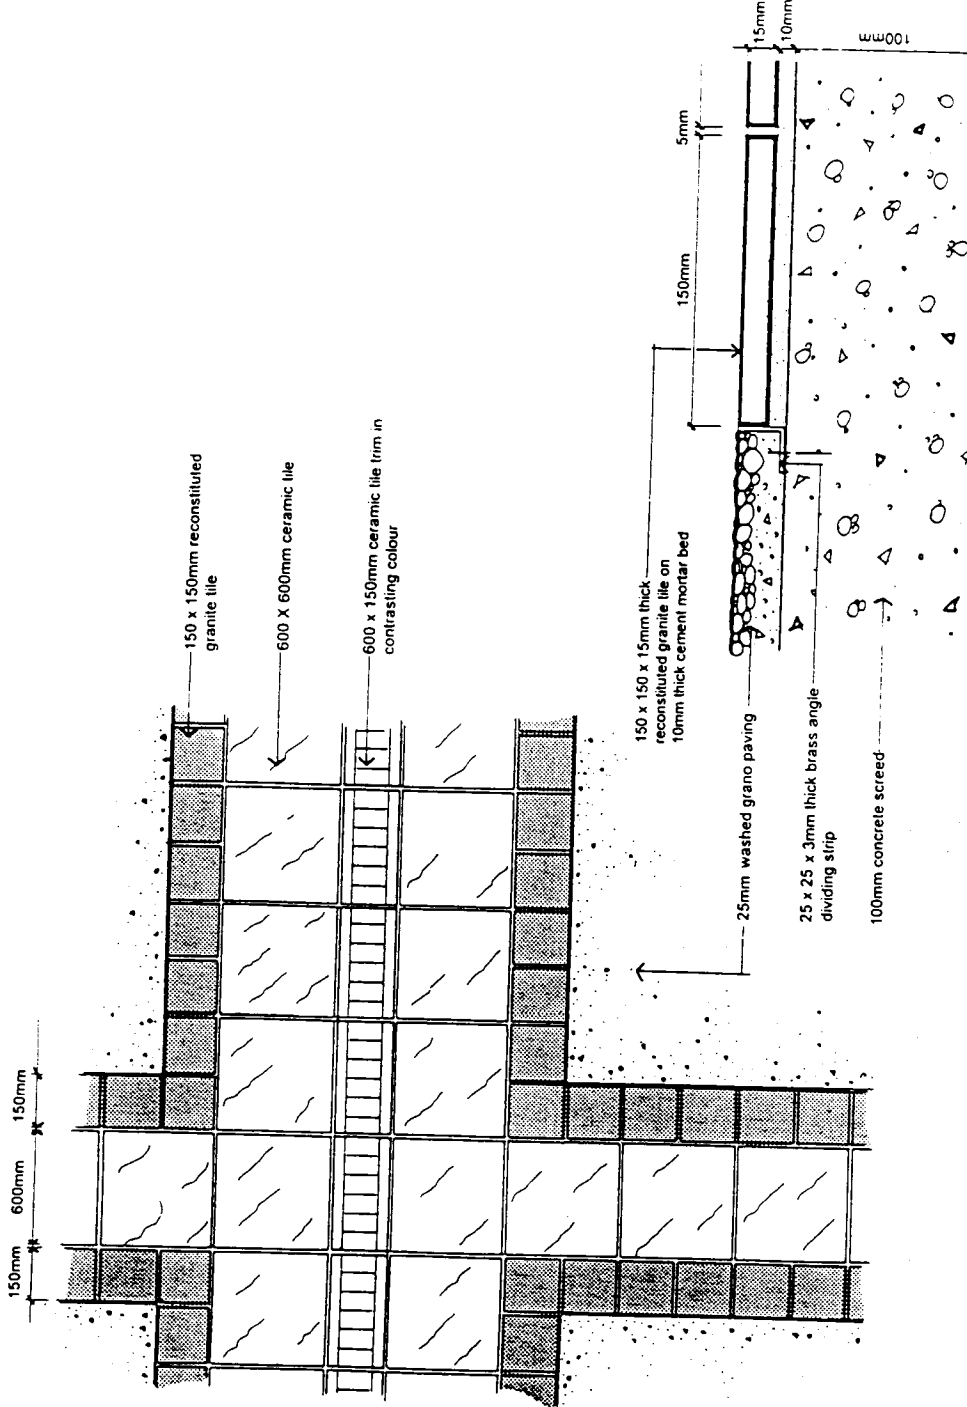 150mm
600mm
150mm
150 x 150mm reconstituted
granite tile
600 X 600mm ceramic tile
600 x 150mm ceramic tile trim in
contrasting colour
150 x 150 x 15mm thick
reconstituted granite tile on
10mm thick cement mortar bed
25mm washed grano paving
25 x 25 x 3mm thick brass angle
dividing strip
100mm concrete screed
150mm
5mm
15mm
10mm
100mm